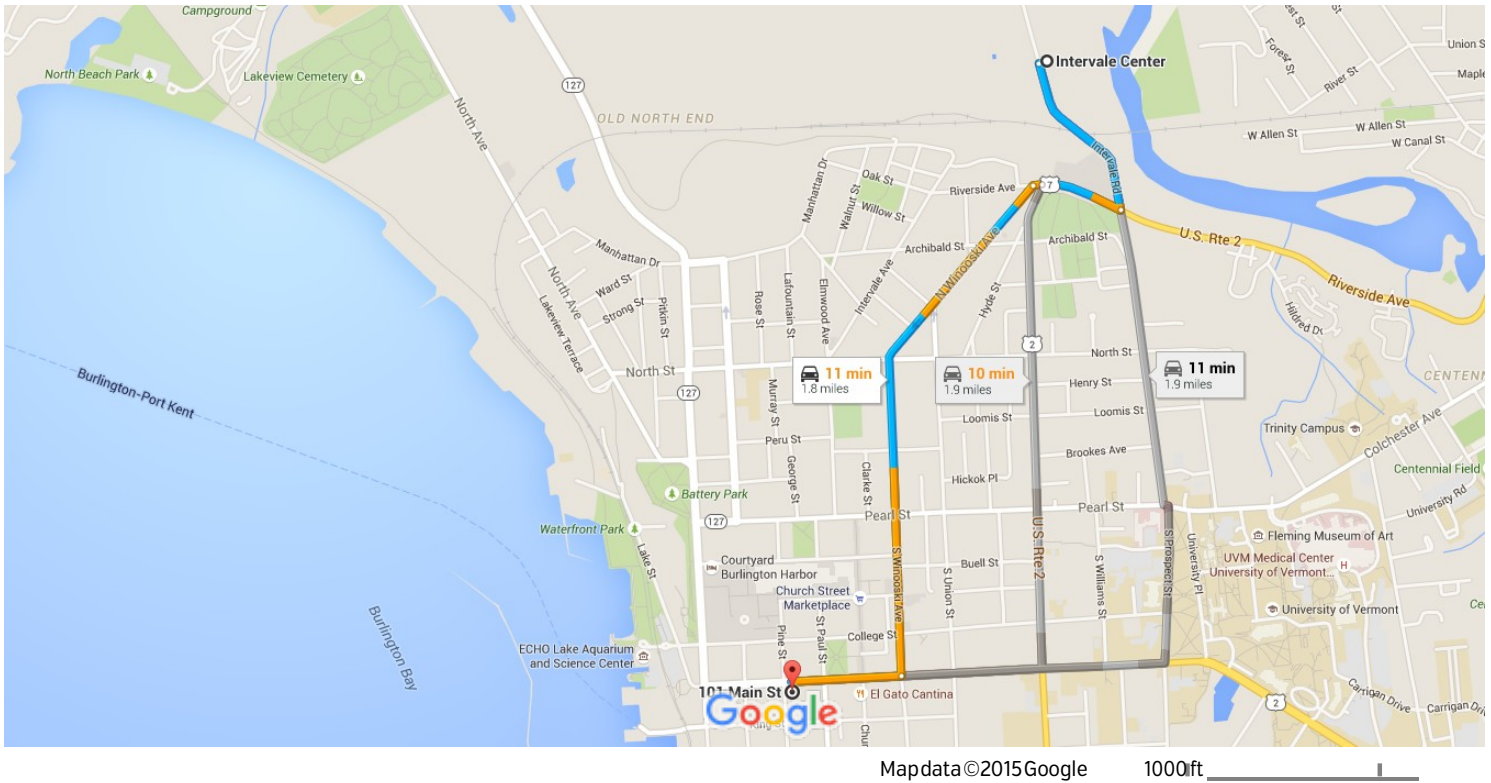 Campground
North Beach Park
Lakeview Cemetery
127
North Ave
OLD NORTH END
Intervale Center
Forest St
River St
Union S
Maple
W Allen St
W Allen St
W Canal St
Intervale Rd
Manhattan Dr
Oak St
Walnut St
Willow St
Riverside Ave
7
Archibald St
Archibald St
U.S. Rte 2
Riverside Ave
N Winooski Ave
Intervale Ave
Hyde St
Hildred Dr
Manhattan Dr
Ward St
Strong St
Pitkin St
North Ave
Lakeview Terrace
Rose St
Lafountain St
Elmwood Ave
2
North St
North St
11 min
1.8 miles
10 min
1.9 miles
11 min
1.9 miles
Henry St
Loomis St
Loomis St
CENTENN
Burlington-Port Kent
127
Murray St
Peru St
George St
Clarke St
Brookes Ave
Hickok Pl
Trinity Campus
Colchester Ave
Centennial Field
University Rd
Battery Park
127
Pearl St
Pearl St
Waterfront Park
Lake St
Courtyard
Burlington Harbor
Church Street
Marketplace
S Winooski Ave
S Union St
Buell St
U.S. Rte 2
S Williams St
S Prospect St
University Pl
Fleming Museum of Art
UVM Medical Center
University of Vermont...
H
University of Vermont
Ce
Burlington Bay
ECHO Lake Aquarium
and Science Center
Pine St
St Paul St
College St
101 Main St
El Gato Cantina
Google
King S
Chur
2
Carrigan Drive
Carrigan Drive
Map data ©2015 Google 1000 ft